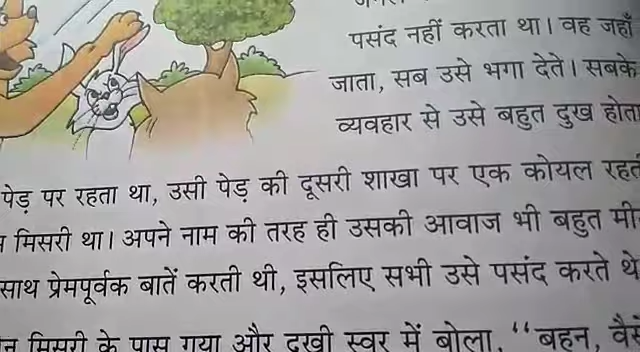 पसंद नहीं करता था। वह जहाँ
जाता, सब उसे भगा देते। सबके
व्यवहार से उसे बहुत दुख होता
पेड़ पर रहता था, उसी पेड़ की दूसरी शाखा पर एक कोयल
मिसरी था। अपने नाम की तरह ही उसकी आवाज भी बहुत
साथ प्रेमपूर्वक बातें करती थी, इसलिए सभी उसे पसंद करते थे
मिसरी के पास गया और दुखी स्वर में बोला, “बहन,